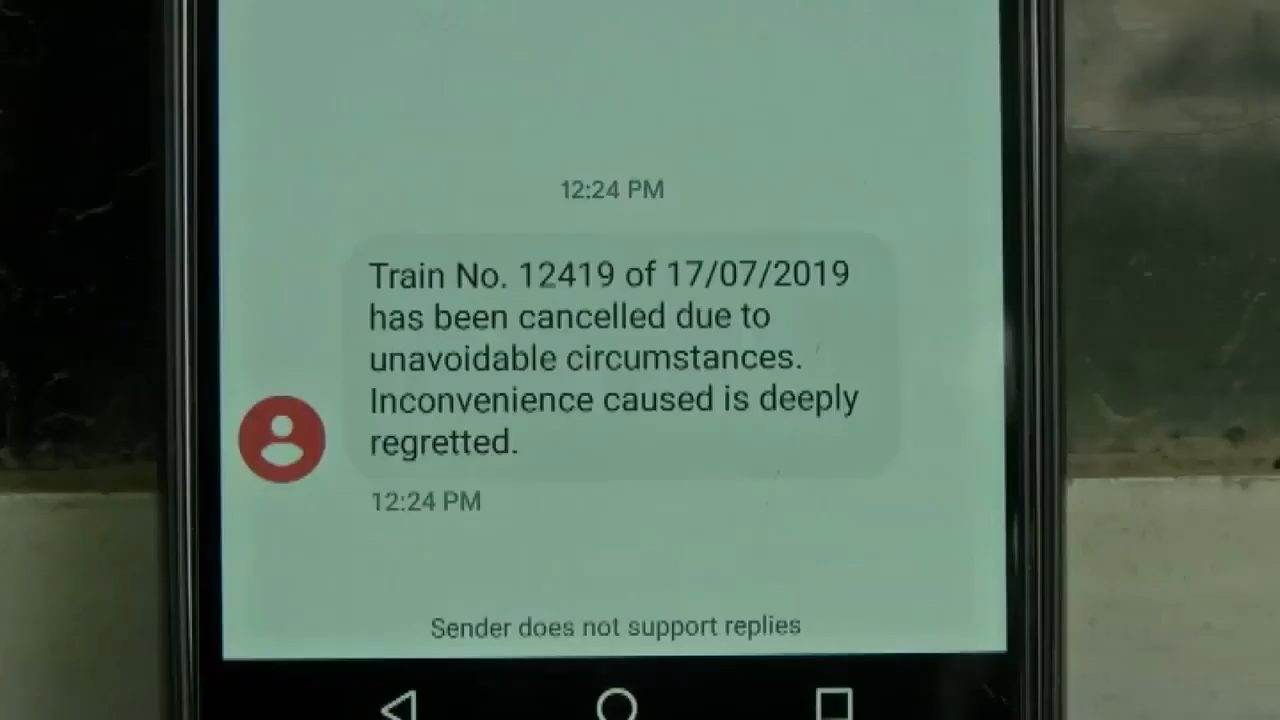 12:24 PM
Train No. 12419 of 17/07/2019
has been cancelled due to
unavoidable circumstances.
Inconvenience caused is deeply
regretted.
12:24 PM
Sender does not support replies